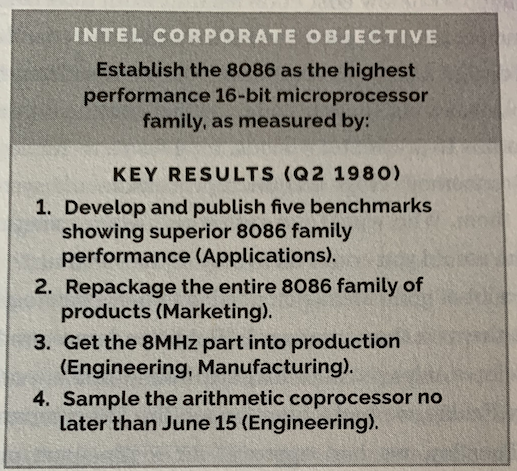 INTEL CORPORATE OBJECTIVE
Establish the 8086 as the highest
performance 16-bit microprocessor
family, as measured by:
KEY RESULTS (Q2 1980)
1. Develop and publish five benchmarks
showing superior 8086 family
performance (Applications).
2. Repackage the entire 8086 family of
products (Marketing).
3. Get the 8MHz part into production
(Engineering, Manufacturing).
4. Sample the arithmetic coprocessor no
later than June 15 (Engineering).